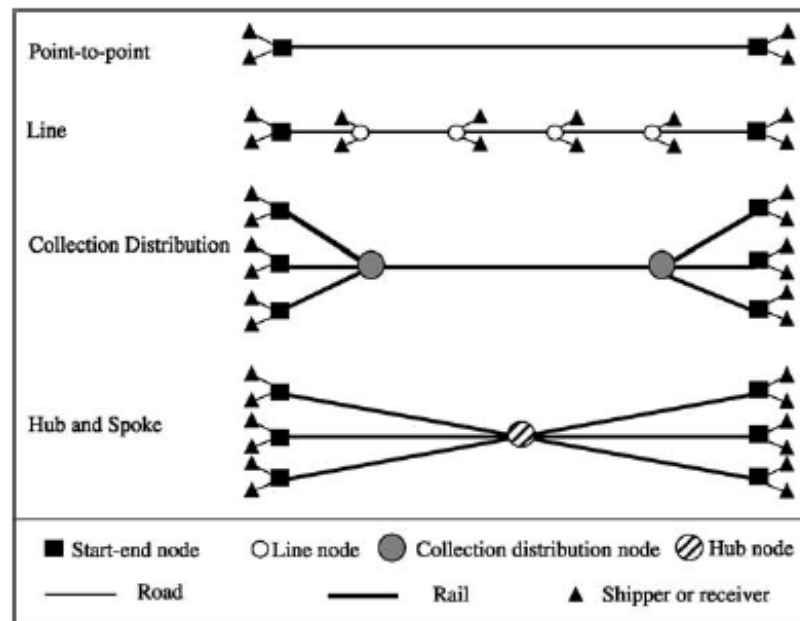 Point-to-point
Line
Collection Distribution
Hub and Spoke
Start-end node Line node Collection distribution node Hub node
Road Rail Shipper or receiver